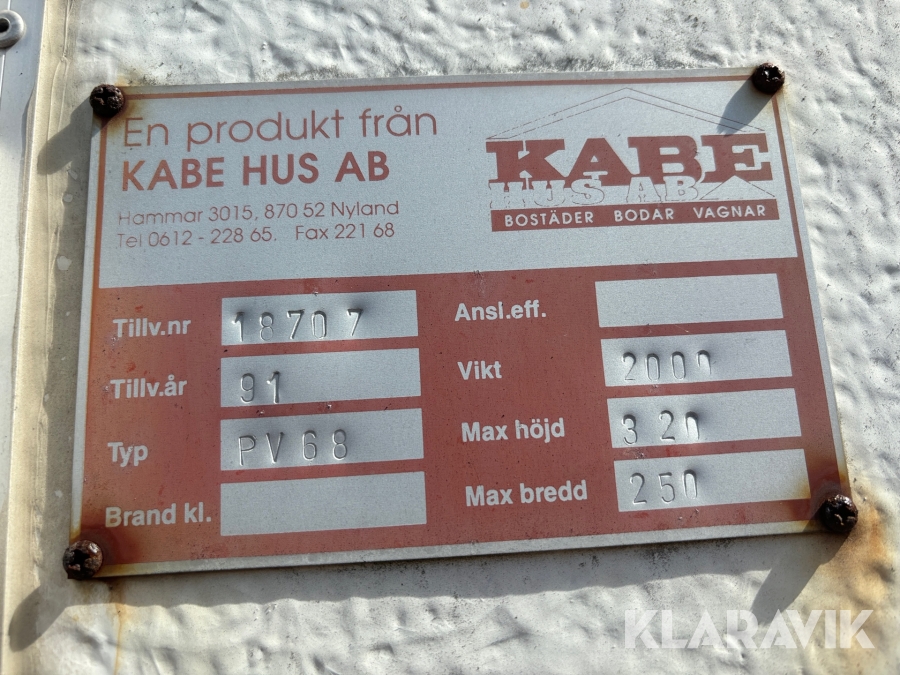 En produkt från
KABE HUS AB
Hammar 3015, 870 52 Nyland
Tel 0612 - 228 65. Fax 221 68
KABE
HUS AB
BOSTÄDER BODAR VAGNAR
Tillv.nr 18707
Tillv.år 91
Typ PV68
Brand kl.
Ansl.eff.
Vikt 2000
Max höjd 320
Max bredd 250
KLARAVIK